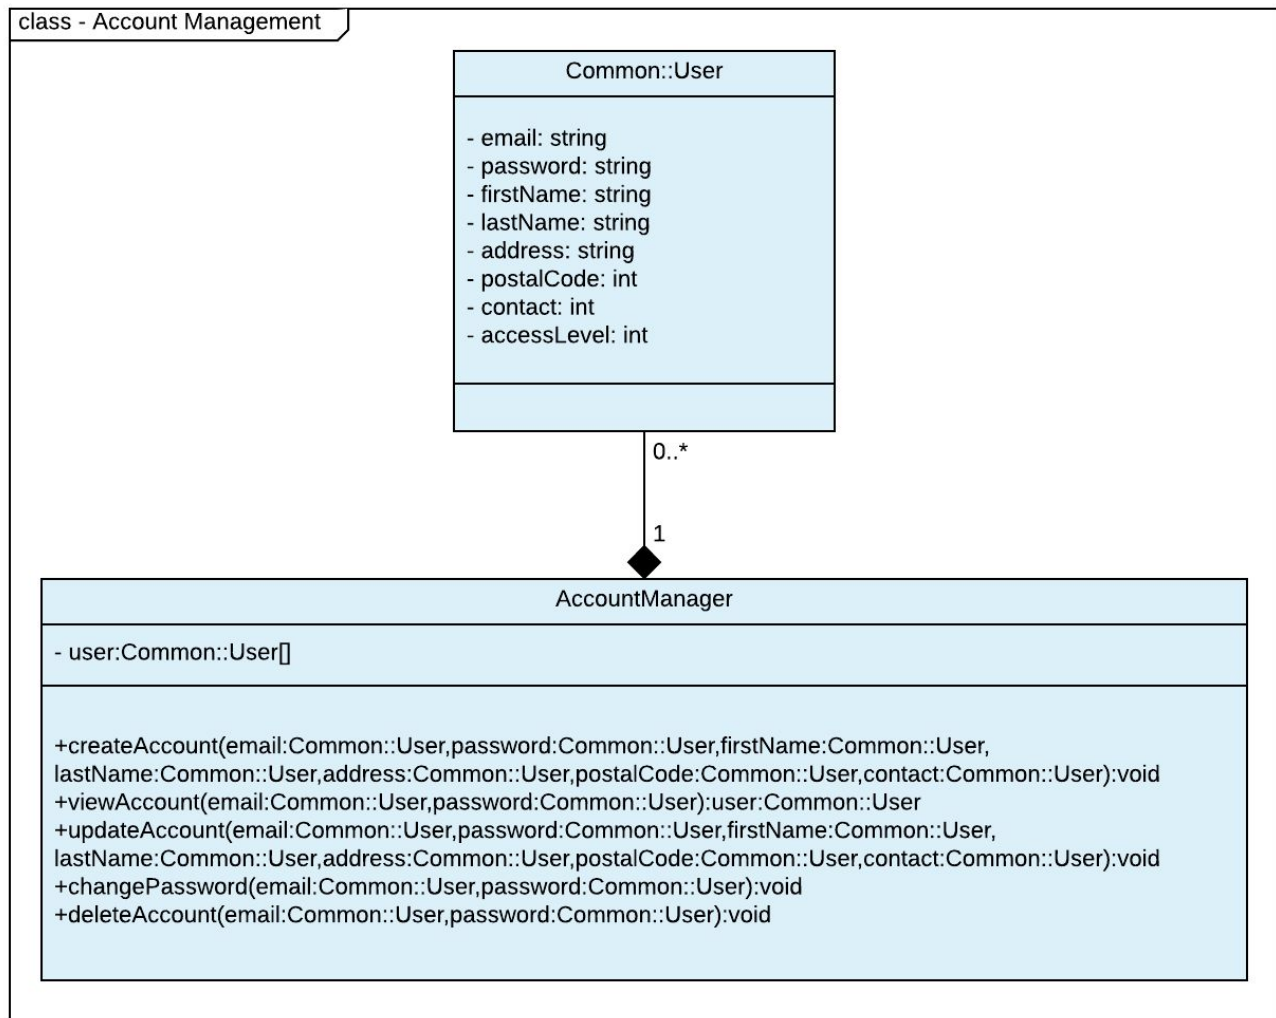 class - Account Management
Common::User
- email: string
- password: string
- firstName: string
- lastName: string
- address: string
- postalCode: int
- contact: int
- accessLevel: int
0..*
1
AccountManager
- user:Common::User[]
+createAccount(email:Common::User,password:Common::User,firstName:Common::User,
lastName:Common::User,address:Common::User,postalCode:Common::User,contact:Common::User):void
+viewAccount(email:Common::User,password:Common::User):user:Common::User
+updateAccount(email:Common::User,password:Common::User,firstName:Common::User,
lastName:Common::User,address:Common::User,postalCode:Common::User,contact:Common::User):void
+changePassword(email:Common::User,password:Common::User):void
+deleteAccount(email:Common::User,password:Common::User):void